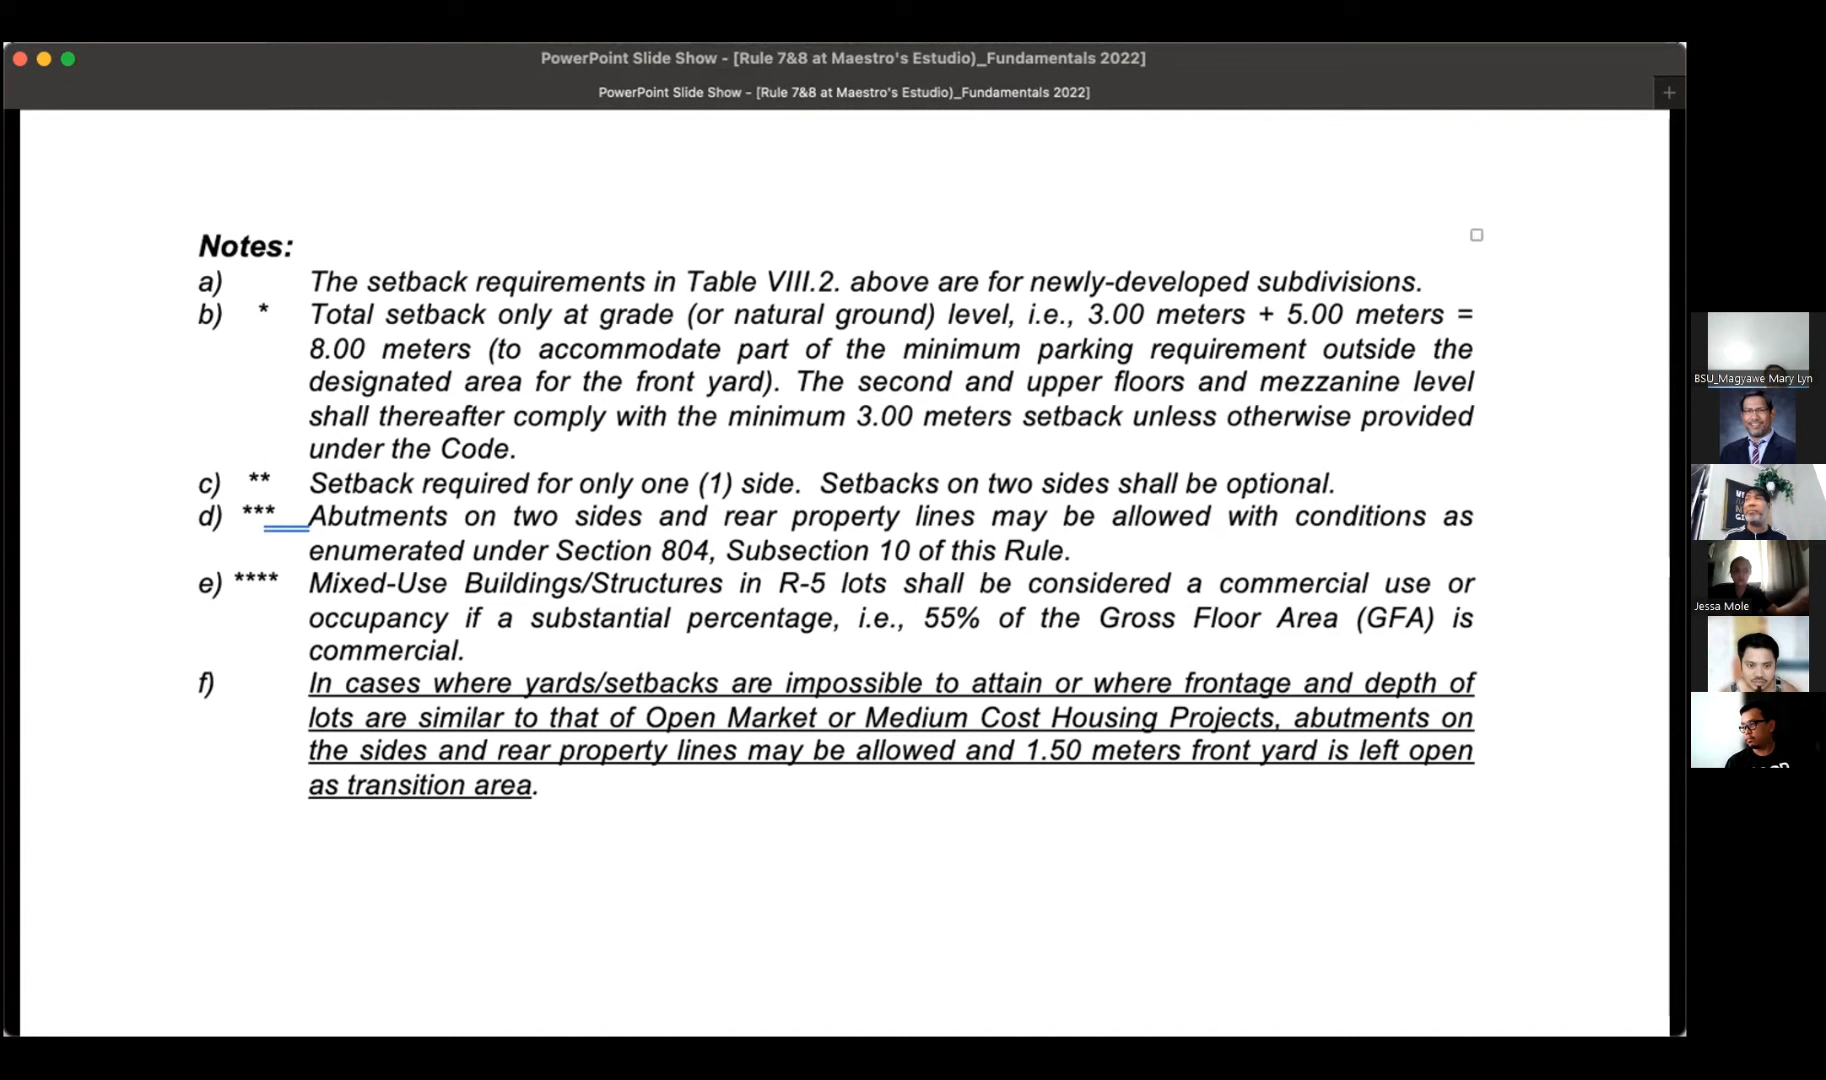 PowerPoint Slide Show - [Rule 7&8 at Maestro's Estudio)_Fundamentals 2022]
PowerPoint Slide Show - [Rule 7&8 at Maestro's Estudio)_Fundamentals 2022]
Notes:
a) The setback requirements in Table VIII.2. above are for newly-developed subdivisions.
b) * Total setback only at grade (or natural ground) level, i.e., 3.00 meters + 5.00 meters =
8.00 meters (to accommodate part of the minimum parking requirement outside the
designated area for the front yard). The second and upper floors and mezzanine level
shall thereafter comply with the minimum 3.00 meters setback unless otherwise provided
under the Code.
c) ** Setback required for only one (1) side. Setbacks on two sides shall be optional.
d) *** Abutments on two sides and rear property lines may be allowed with conditions as
enumerated under Section 804, Subsection 10 of this Rule.
e) **** Mixed-Use Buildings/Structures in R-5 lots shall be considered a commercial use or
occupancy if a substantial percentage, i.e., 55% of the Gross Floor Area (GFA) is
commercial.
f) In cases where yards/setbacks are impossible to attain or where frontage and depth of
lots are similar to that of Open Market or Medium Cost Housing Projects, abutments on
the sides and rear property lines may be allowed and 1.50 meters front yard is left open
as transition area.
BSU_Magyawe Mary Lyn
Jessa Mole